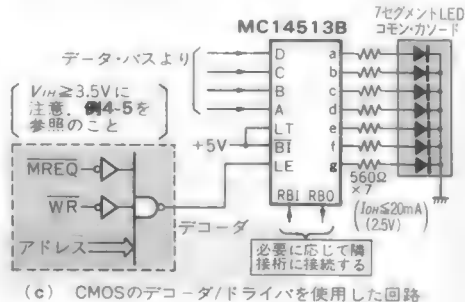 MC14513B
7セグメントLED
コモン・カソード
データ・バスより
D
C
B
A
LT
BI
LE
a
b
c
d
e
f
g
RBI
RBO
VIH≧3.5Vに
注意．例4-5を
参照のこと
+5V
MREQ
WR
アドレス
デコーダ
560Ω
×7
(IOH≦20mA)
(2.5V)
必要に応じて隣
接桁に接続する
(c) CMOSのデコーダ/ドライバを使用した回路